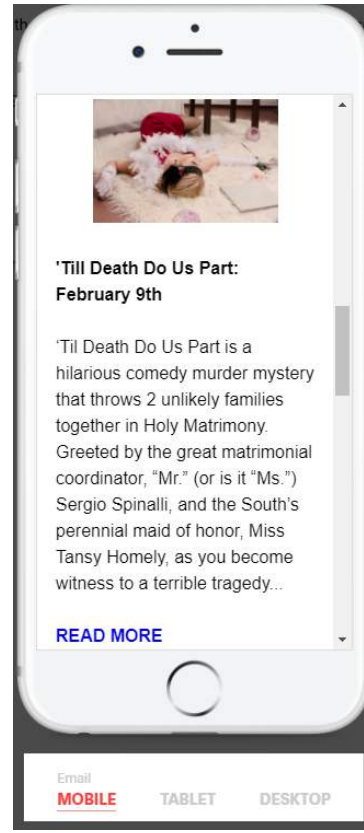 th
'Till Death Do Us Part:
February 9th
‘Til Death Do Us Part is a
hilarious comedy murder mystery
that throws 2 unlikely families
together in Holy Matrimony.
Greeted by the great matrimonial
coordinator, “Mr.” (or is it “Ms.”)
Sergio Spinalli, and the South’s
perennial maid of honor, Miss
Tansy Homely, as you become
witness to a terrible tragedy...
READ MORE
Email
MOBILE TABLET DESKTOP